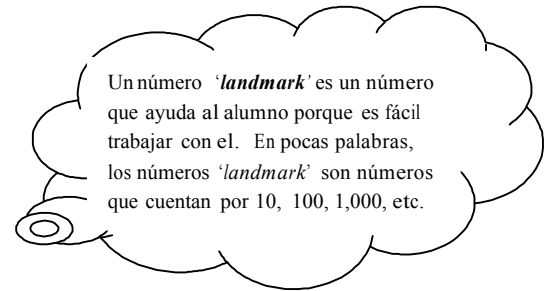 Un número ‘landmark’ es un número
que ayuda al alumno porque es fácil
trabajar con el. En pocas palabras,
los números ‘landmark’ son números
que cuentan por 10, 100, 1,000, etc.